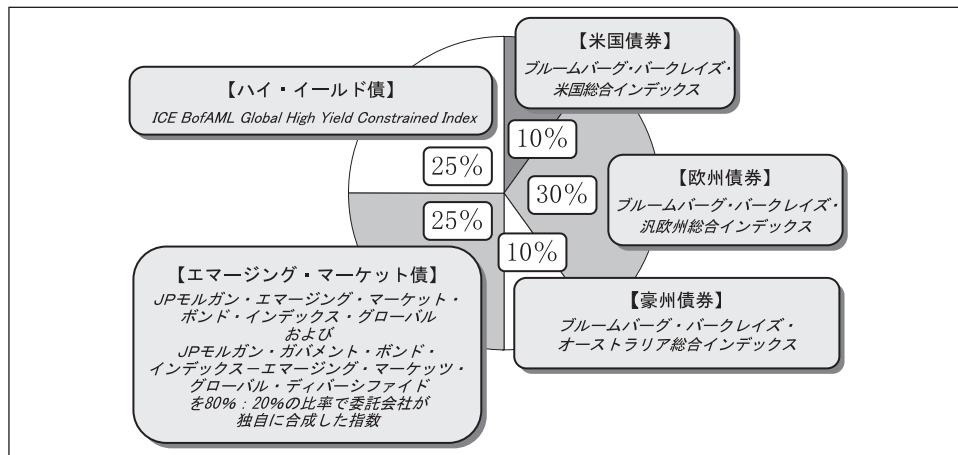 【米国債券】
ブルームバーグ・バークレイズ・
米国総合インデックス
【ハイ・イールド債】
ICE BofAML Global High Yield Constrained Index
10%
25%
30%
【欧州債券】
ブルームバーグ・バークレイズ・
汎欧州総合インデックス
25%
10%
【エマージング・マーケット債】
JPモルガン・エマージング・マーケット・
ボンド・インデックス・グローバル
および
JPモルガン・ガバメント・ボンド・
インデックス−エマージング・マーケッツ・
グローバル・ディバーシファイド
を80%：20%の比率で委託会社が
独自に合成した指数
【豪州債券】
ブルームバーグ・バークレイズ・
オーストラリア総合インデックス